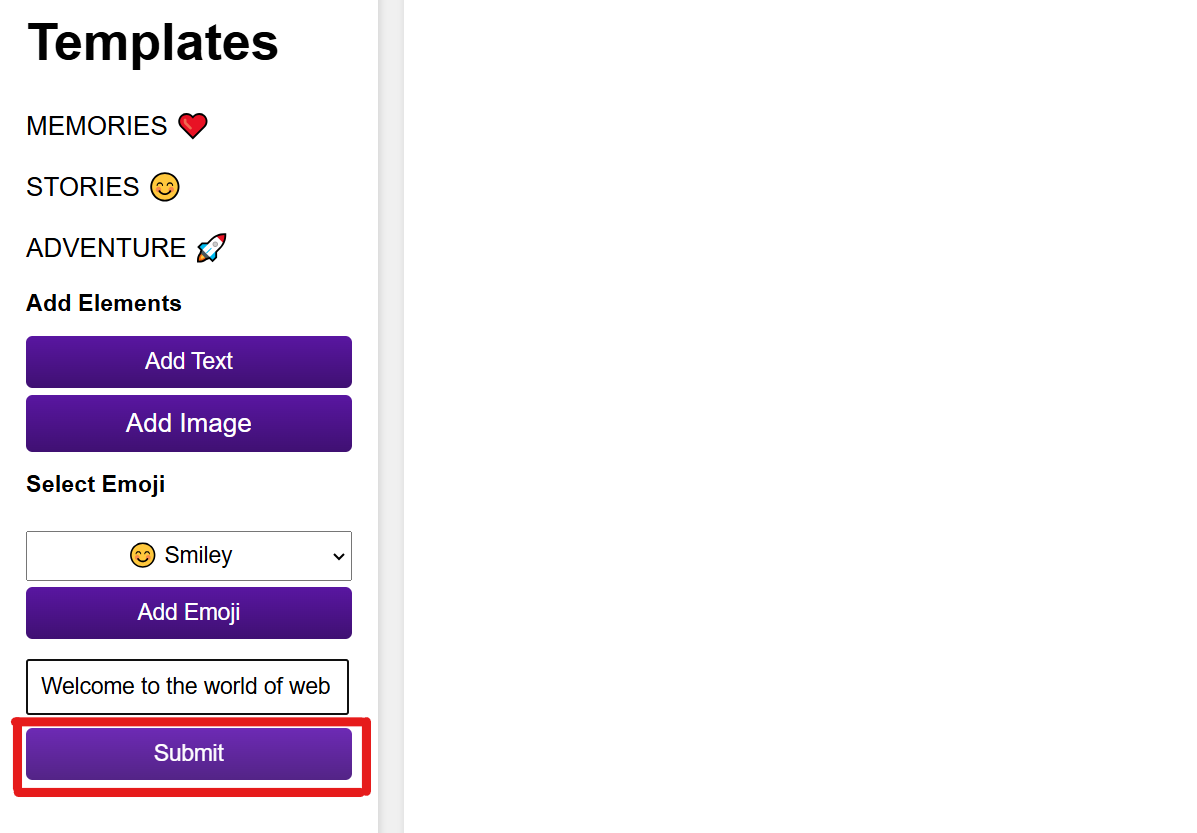 Templates
MEMORIES ❤️
STORIES 😊
ADVENTURE 🚀
Add Elements
Add Text
Add Image
Select Emoji
😊 Smiley
Add Emoji
Welcome to the world of web
Submit